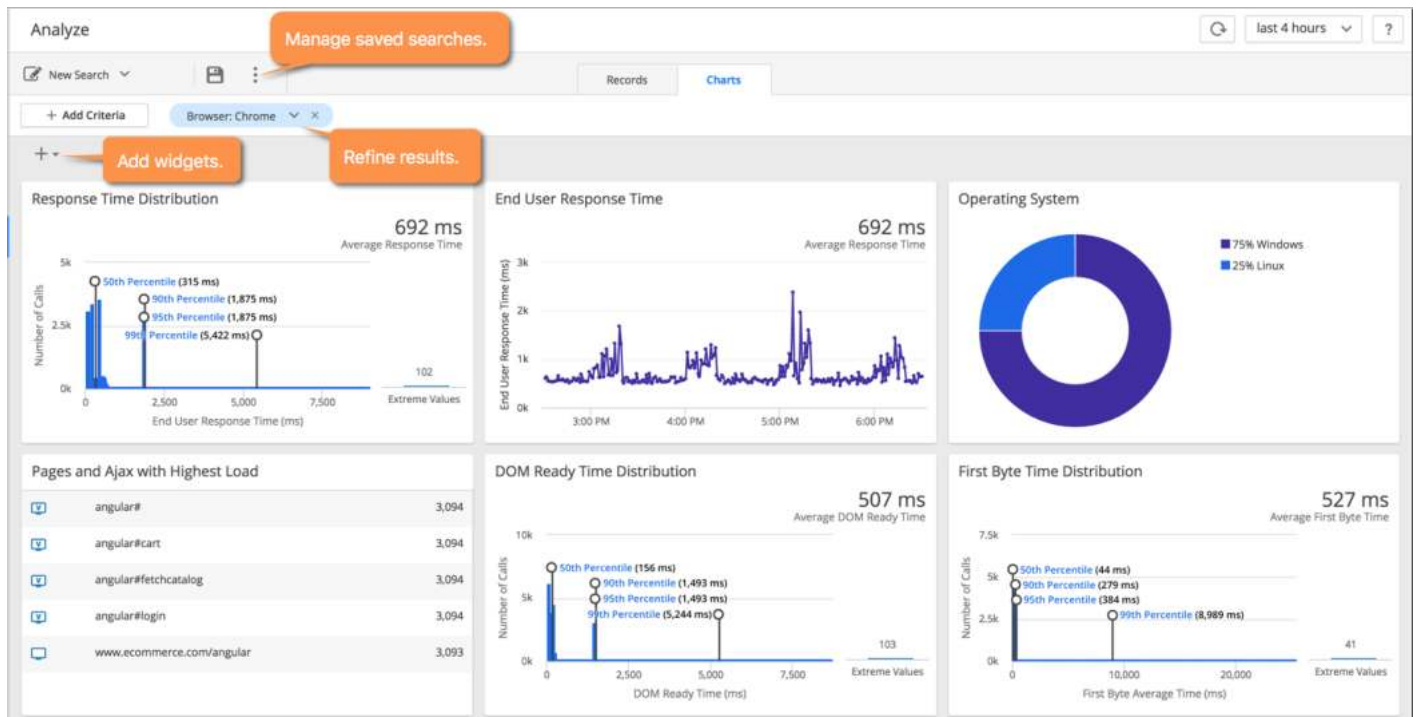 Analyze
Manage saved searches.
last 4 hours
?
New Search
Records
Charts
+ Add Criteria
Browser: Chrome
×
+
Add widgets.
Refine results.
Response Time Distribution
692 ms
Average Response Time
5k
2.5k
0k
Number of Calls
50th Percentile (315 ms)
90th Percentile (1,875 ms)
95th Percentile (1,875 ms)
99th Percentile (5,422 ms)
102
Extreme Values
0
2,500
5,000
7,500
End User Response Time (ms)
End User Response Time
692 ms
Average Response Time
3k
2k
1k
0k
End User Response Time (ms)
3:00 PM
4:00 PM
5:00 PM
6:00 PM
Operating System
75% Windows
25% Linux
Pages and Ajax with Highest Load
angular# 3,094
angular#cart 3,094
angular#fetchcatalog 3,094
angular#login 3,094
www.ecommerce.com/angular 3,093
DOM Ready Time Distribution
507 ms
Average DOM Ready Time
10k
5k
0k
Number of Calls
50th Percentile (156 ms)
90th Percentile (1,493 ms)
95th Percentile (1,493 ms)
99th Percentile (5,244 ms)
103
Extreme Values
0
2,500
5,000
7,500
DOM Ready Time (ms)
First Byte Time Distribution
527 ms
Average First Byte Time
7.5k
5k
2.5k
0k
Number of Calls
50th Percentile (44 ms)
90th Percentile (279 ms)
95th Percentile (384 ms)
99th Percentile (8,989 ms)
41
Extreme Values
0
10,000
20,000
First Byte Average Time (ms)